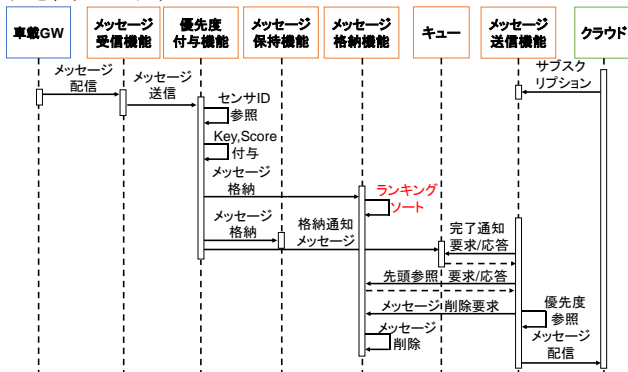 車載GW
メッセージ
受信機能
優先度
付与機能
メッセージ
保持機能
メッセージ
格納機能
キュー
メッセージ
送信機能
クラウド
メッセージ
配信
メッセージ
送信
サブスク
リプション
センサID
参照
Key,Score
付与
メッセージ
格納
ランキング
ソート
メッセージ
格納
格納通知
メッセージ
完了通知
要求/応答
先頭参照 要求/応答
メッセージ 削除要求
優先度
参照
メッセージ
削除
メッセージ
配信